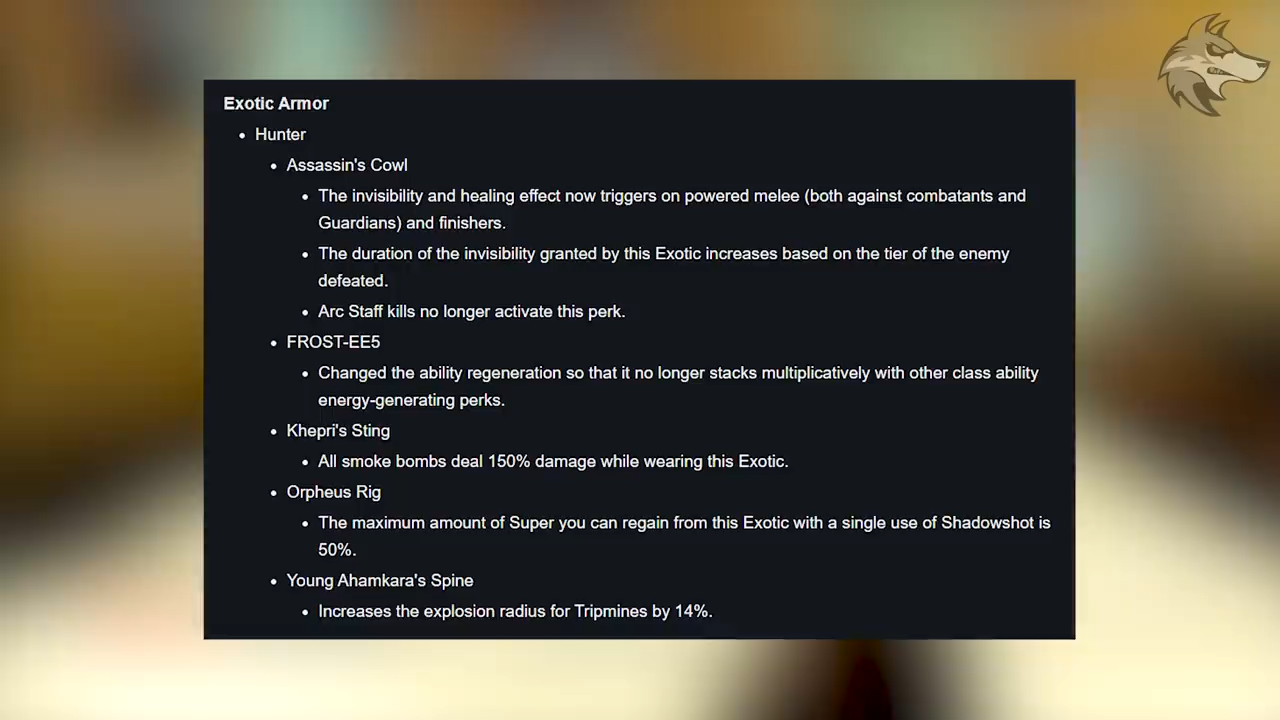 Exotic Armor
Hunter
Assassin's Cowl
The invisibility and healing effect now triggers on powered melee (both against combatants and
Guardians) and finishers.
The duration of the invisibility granted by this Exotic increases based on the tier of the enemy
defeated.
Arc Staff kills no longer activate this perk.
FROST-EE5
Changed the ability regeneration so that it no longer stacks multiplicatively with other class ability
energy-generating perks.
Khepri's Sting
All smoke bombs deal 150% damage while wearing this Exotic.
Orpheus Rig
The maximum amount of Super you can regain from this Exotic with a single use of Shadowshot is
50%.
Young Ahamkara's Spine
Increases the explosion radius for Tripmines by 14%.